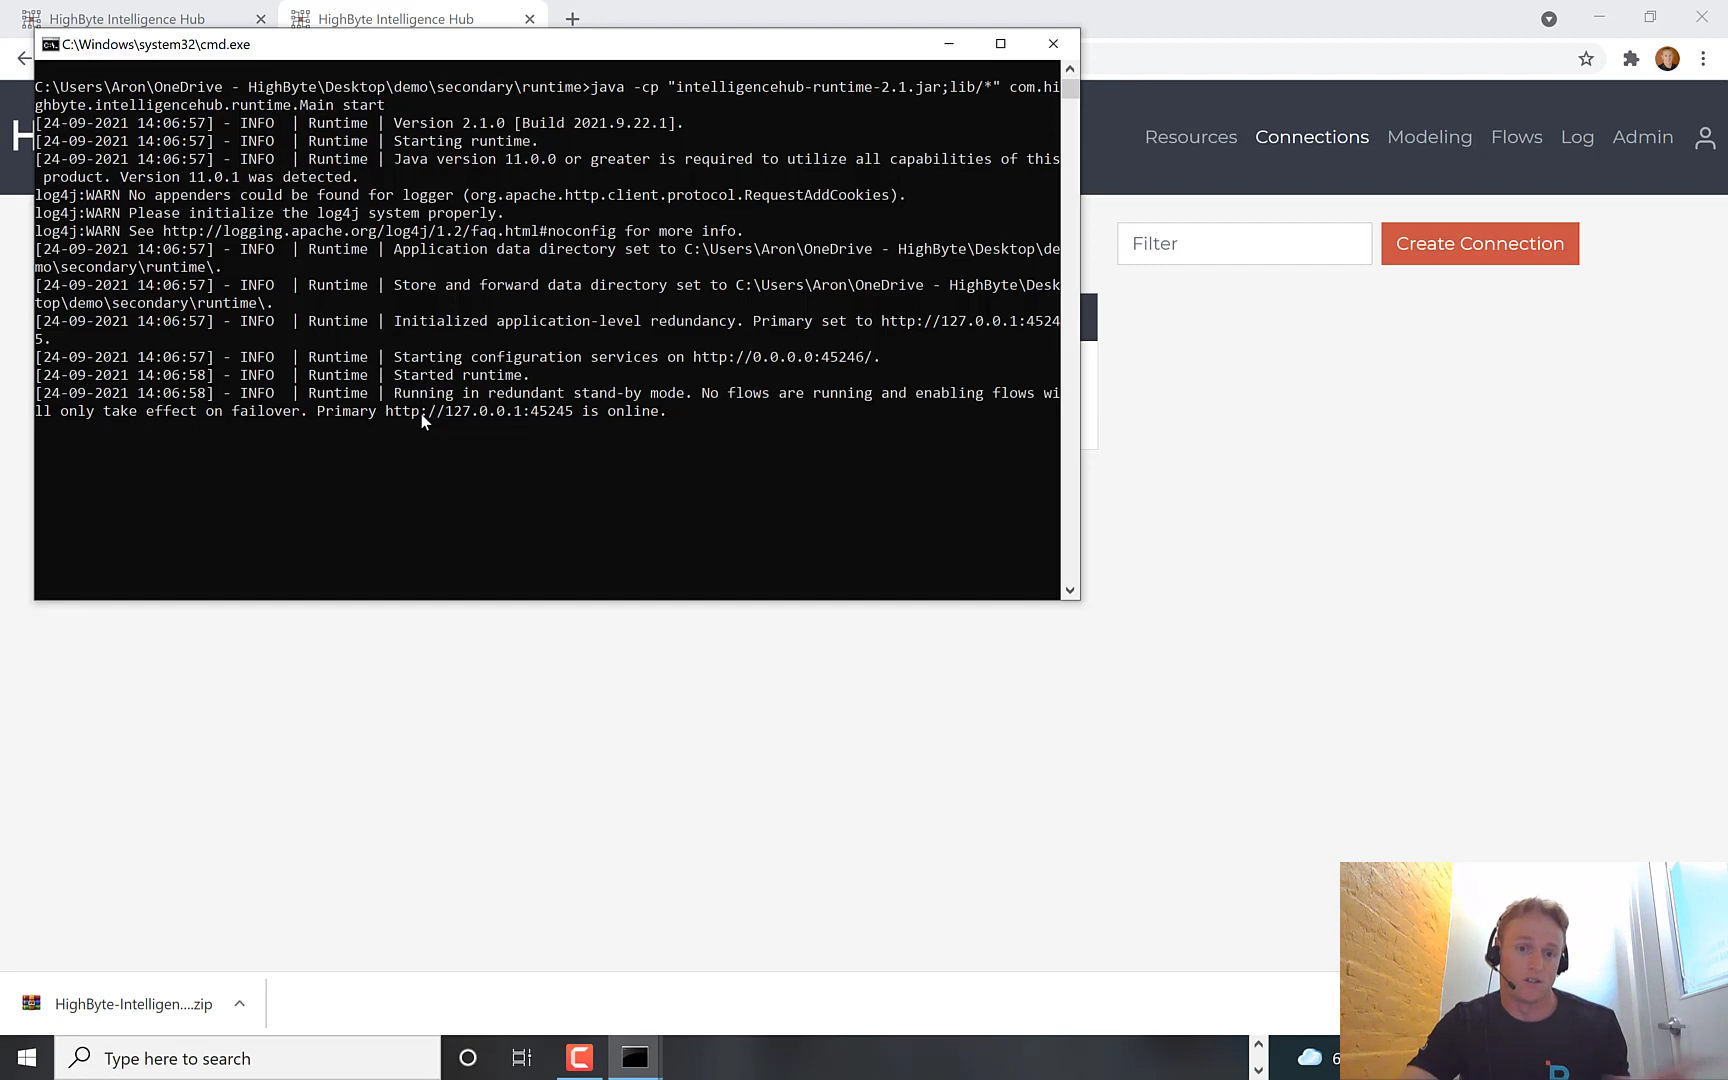 HighByte Intelligence Hub
HighByte Intelligence Hub
C:\Windows\system32\cmd.exe
C:\Users\Aron\OneDrive - HighByte\Desktop\demo\secondary\runtime>java -cp "intelligencehub-runtime-2.1.jar;lib/*" com.hi
ghbyte.intelligencehub.runtime.Main start
[24-09-2021 14:06:57] - INFO  | Runtime | Version 2.1.0 [Build 2021.9.22.1].
[24-09-2021 14:06:57] - INFO  | Runtime | Starting runtime.
[24-09-2021 14:06:57] - INFO  | Runtime | Java version 11.0.0 or greater is required to utilize all capabilities of this
product. Version 11.0.1 was detected.
log4j:WARN No appenders could be found for logger (org.apache.http.client.protocol.RequestAddCookies).
log4j:WARN Please initialize the log4j system properly.
log4j:WARN See http://logging.apache.org/log4j/1.2/faq.html#noconfig for more info.
[24-09-2021 14:06:57] - INFO  | Runtime | Application data directory set to C:\Users\Aron\OneDrive - HighByte\Desktop\de
mo\secondary\runtime\.
[24-09-2021 14:06:57] - INFO  | Runtime | Store and forward data directory set to C:\Users\Aron\OneDrive - HighByte\Desk
top\demo\secondary\runtime\.
[24-09-2021 14:06:57] - INFO  | Runtime | Initialized application-level redundancy. Primary set to http://127.0.0.1:4524
5.
[24-09-2021 14:06:57] - INFO  | Runtime | Starting configuration services on http://0.0.0.0:45246/.
[24-09-2021 14:06:58] - INFO  | Runtime | Started runtime.
[24-09-2021 14:06:58] - INFO  | Runtime | Running in redundant stand-by mode. No flows are running and enabling flows wi
ll only take effect on failover. Primary http://127.0.0.1:45245 is online.
H
Resources Connections Modeling Flows Log Admin
Filter
Create Connection
HighByte-Intelligen....zip
Type here to search
6